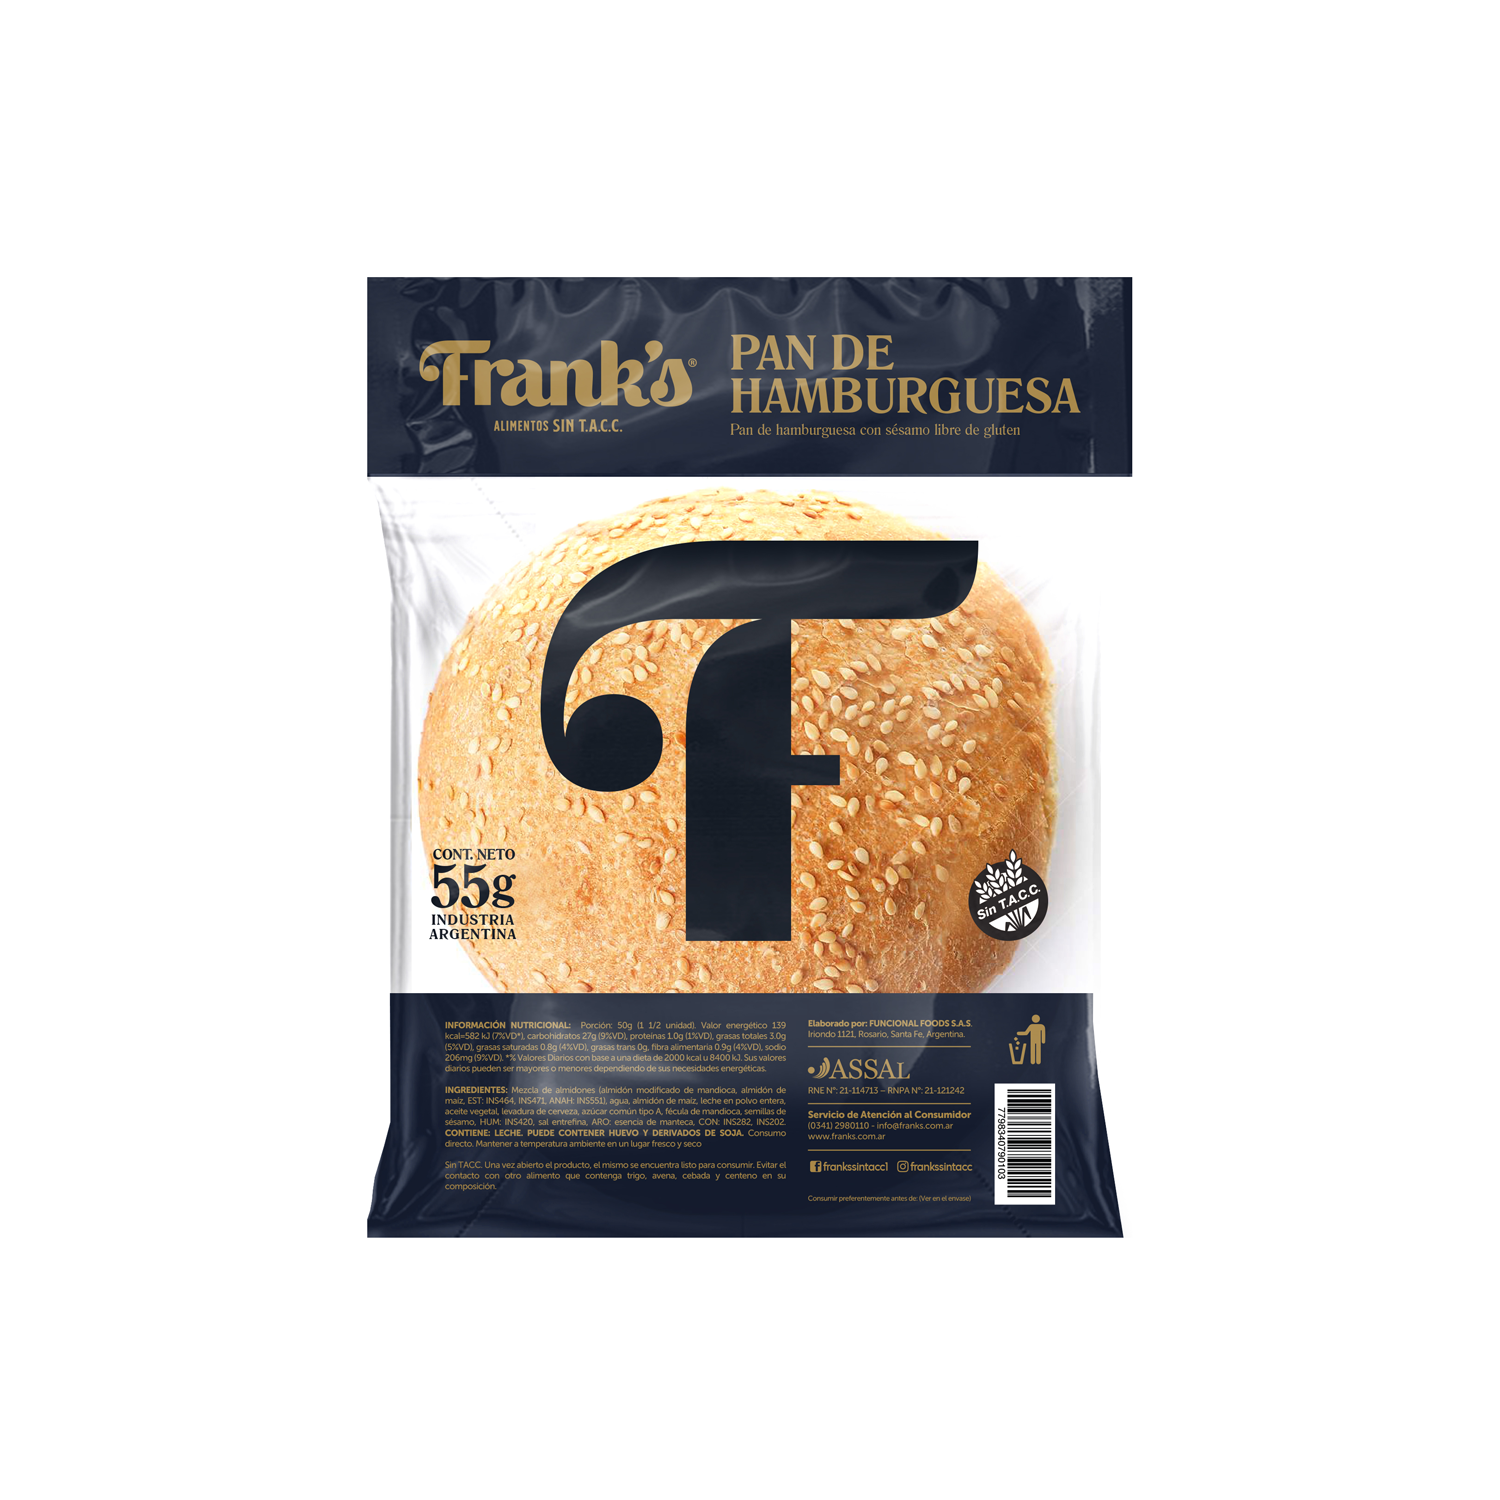 Frank's®
ALIMENTOS SIN T.A.C.C.
PAN DE
HAMBURGUESA
Pan de hamburguesa con sésamo libre de gluten
F
CONT. NETO
55g
INDUSTRIA
ARGENTINA
Sin T.A.C.C.
INFORMACIÓN NUTRICIONAL: Porción: 50g (1 1/2 unidad). Valor energético 139
kcal=582 kJ (7%VD*), carbohidratos 27g (9%VD), proteínas 1.0g (1%VD), grasas totales 3.0g
(5%VD), grasas saturadas 0.8g (4%VD), grasas trans 0g, fibra alimentaria 0.9g (4%VD), sodio
206mg (9%VD). *% Valores Diarios con base a una dieta de 2000 kcal u 8400 kJ. Sus valores
diarios pueden ser mayores o menores dependiendo de sus necesidades energéticas.
INGREDIENTES: Mezcla de almidones (almidón modificado de mandioca, almidón de
maíz, EST: INS464, INS471, ANAH: INS551), agua, almidón de maíz, leche en polvo entera,
aceite vegetal, levadura de cerveza, azúcar común tipo A, fécula de mandioca, semillas de
sésamo, HUM: INS420, sal entrefina, ARO: esencia de manteca, CON: INS282, INS202.
CONTIENE: LECHE. PUEDE CONTENER HUEVO Y DERIVADOS DE SOJA. Consumo
directo. Mantener a temperatura ambiente en un lugar fresco y seco
Sin TACC. Una vez abierto el producto, el mismo se encuentra listo para consumir. Evitar el
contacto con otro alimento que contenga trigo, avena, cebada y centeno en su
composición.
Elaborado por: FUNCIONAL FOODS S.A.S.
Iriondo 1121, Rosario, Santa Fe, Argentina.
ASSAL
RNE N°: 21-114713 – RNPA N°: 21-121242
Servicio de Atención al Consumidor
(0341) 2980110 - info@franks.com.ar
www.franks.com.ar
frankssintacc1 frankssintacc
Consumir preferentemente antes de: (Ver en el envase)
7798340790103